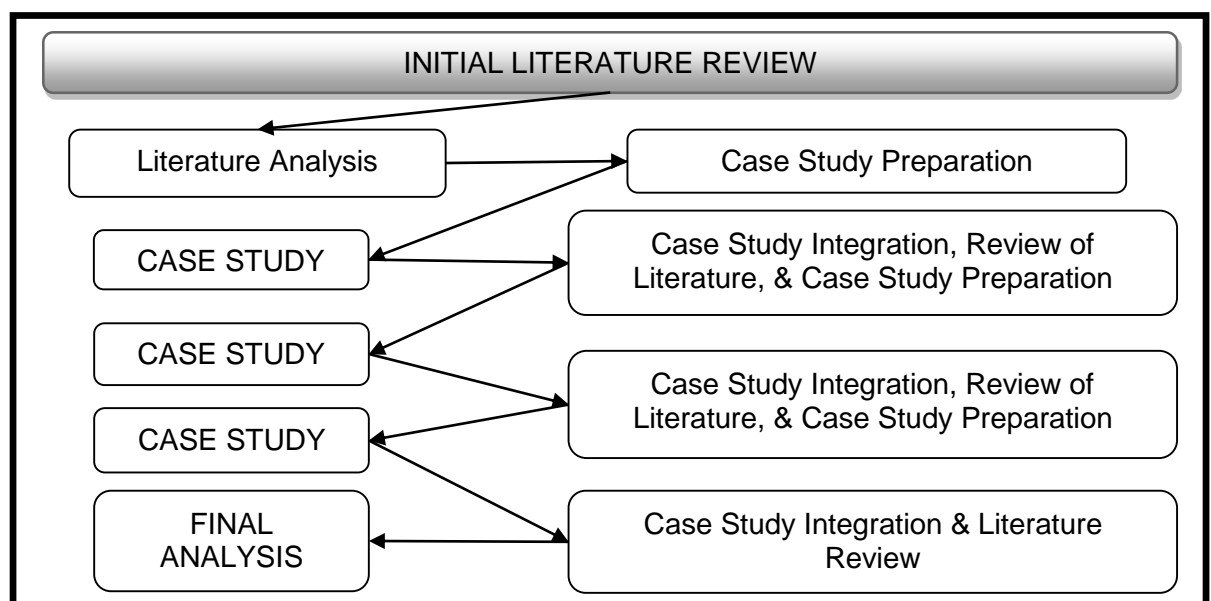 INITIAL LITERATURE REVIEW
Literature Analysis
Case Study Preparation
CASE STUDY
Case Study Integration, Review of
Literature, & Case Study Preparation
CASE STUDY
Case Study Integration, Review of
Literature, & Case Study Preparation
CASE STUDY
FINAL
ANALYSIS
Case Study Integration & Literature
Review